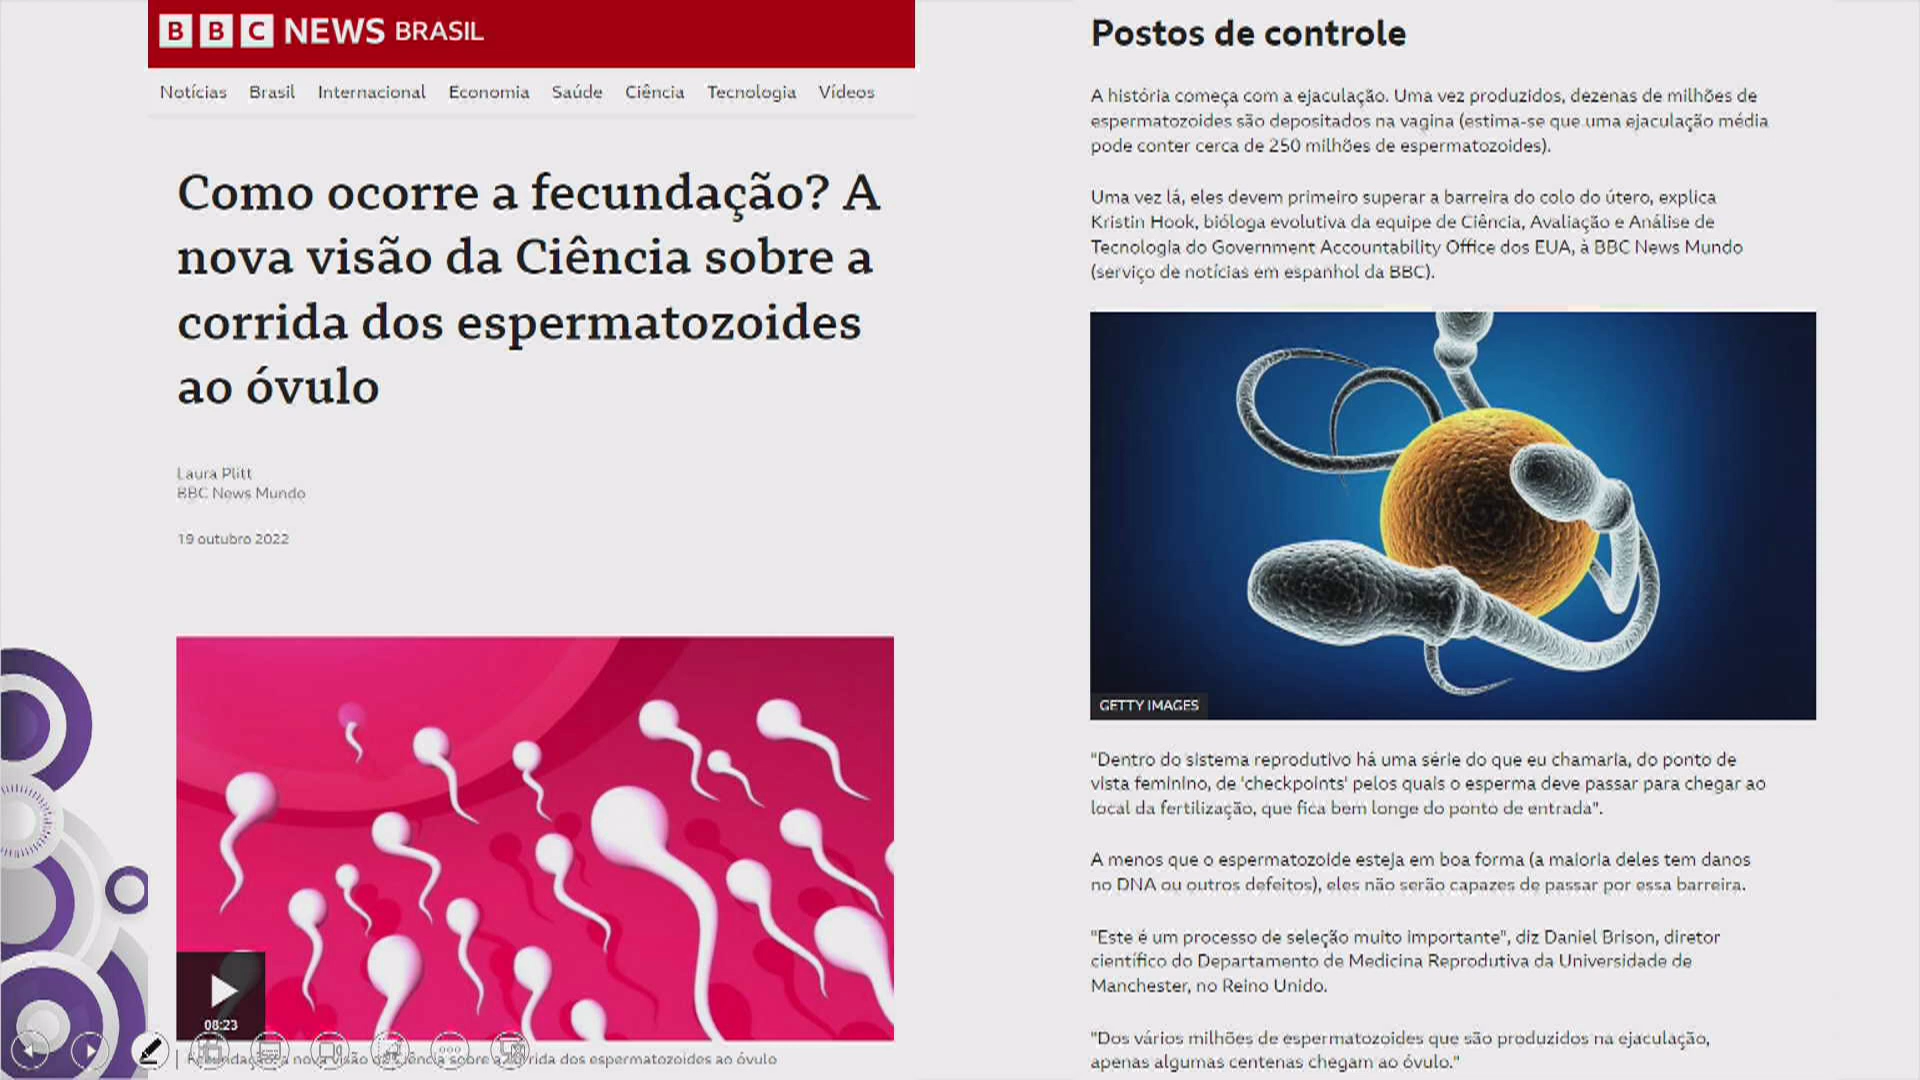 BBC NEWS BRASIL
Notícias Brasil Internacional Economia Saúde Ciência Tecnologia Vídeos
Como ocorre a fecundação? A
nova visão da Ciência sobre a
corrida dos espermatozoides
ao óvulo
Laura Plitt
BBC News Mundo
19 outubro 2022
08:23
nova visão da Ciência sobre a corrida dos espermatozoides ao óvulo
Postos de controle
A história começa com a ejaculação. Uma vez produzidos, dezenas de milhões de
espermatozoides são depositados na vagina (estima-se que uma ejaculação média
pode conter cerca de 250 milhões de espermatozoides).
Uma vez lá, eles devem primeiro superar a barreira do colo do útero, explica
Kristin Hook, bióloga evolutiva da equipe de Ciência, Avaliação e Análise de
Tecnologia do Government Accountability Office dos EUA, à BBC News Mundo
(serviço de notícias em espanhol da BBC).
GETTY IMAGES
"Dentro do sistema reprodutivo há uma série do que eu chamaria, do ponto de
vista feminino, de 'checkpoints' pelos quais o esperma deve passar para chegar ao
local da fertilização, que fica bem longe do ponto de entrada".
A menos que o espermatozoide esteja em boa forma (a maioria deles tem danos
no DNA ou outros defeitos), eles não serão capazes de passar por essa barreira.
"Este é um processo de seleção muito importante", diz Daniel Brison, diretor
científico do Departamento de Medicina Reprodutiva da Universidade de
Manchester, no Reino Unido.
"Dos vários milhões de espermatozoides que são produzidos na ejaculação,
apenas algumas centenas chegam ao óvulo."